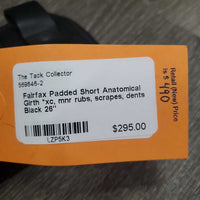 The Tack Collector
569846-2
Fairfax Padded Short Anatomical
Girth "xc, mnr rubs, scrapes, dents
Black 26"
$295.00
LZP5K3
Retail (New) Price
is $490